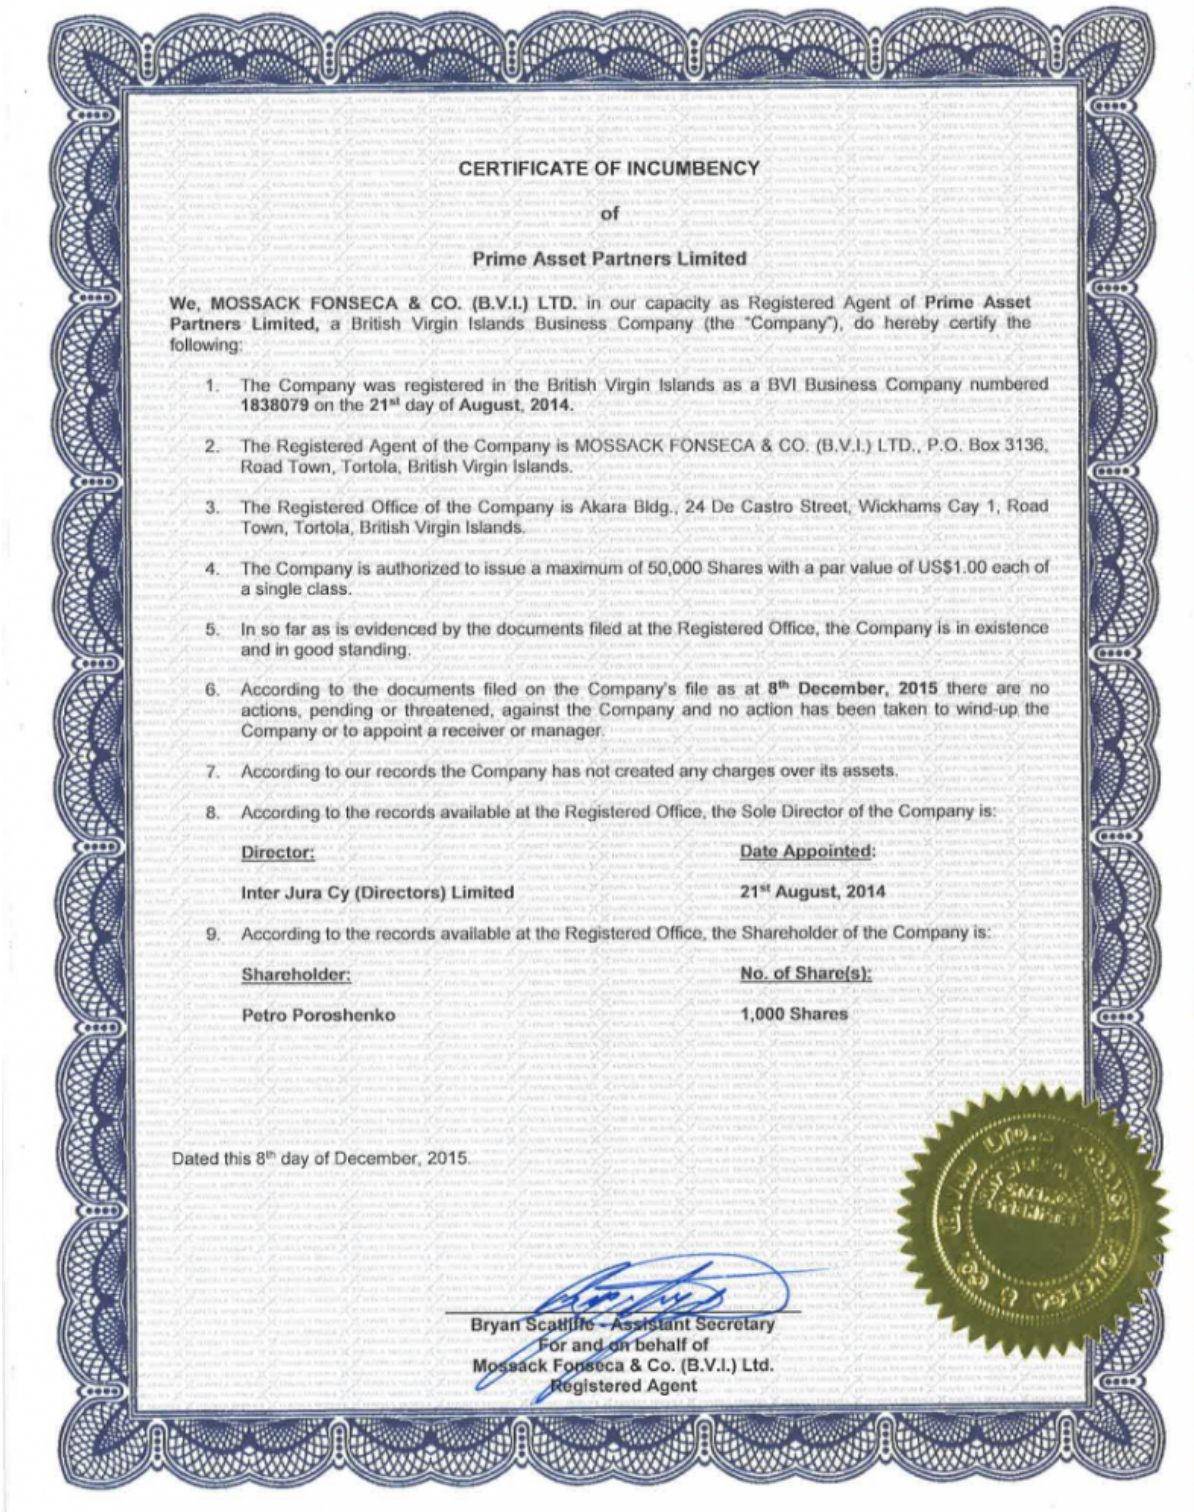 CERTIFICATE OF INCUMBENCY
of
Prime Asset Partners Limited
We, MOSSACK FONSECA & CO. (B.V.I.) LTD. in our capacity as Registered Agent of Prime Asset
Partners Limited, a British Virgin Islands Business Company (the "Company"), do hereby certify the
following:
1. The Company was registered in the British Virgin Islands as a BVI Business Company numbered
1838079 on the 21st day of August, 2014.
2. The Registered Agent of the Company is MOSSACK FONSECA & CO. (B.V.I.) LTD., P.O. Box 3136,
Road Town, Tortola, British Virgin Islands.
3. The Registered Office of the Company is Akara Bldg., 24 De Castro Street, Wickhams Cay 1, Road
Town, Tortola, British Virgin Islands.
4. The Company is authorized to issue a maximum of 50,000 Shares with a par value of US$1.00 each of
a single class.
5. In so far as is evidenced by the documents filed at the Registered Office, the Company is in existence
and in good standing.
6. According to the documents filed on the Company's file as at 8th December, 2015 there are no
actions, pending or threatened, against the Company and no action has been taken to wind-up the
Company or to appoint a receiver or manager.
7. According to our records the Company has not created any charges over its assets.
8. According to the records available at the Registered Office, the Sole Director of the Company is:
Director: Date Appointed:
Inter Jura Cy (Directors) Limited 21st August, 2014
9. According to the records available at the Registered Office, the Shareholder of the Company is:
Shareholder: No. of Share(s):
Petro Poroshenko 1,000 Shares
Dated this 8th day of December, 2015.
Bryan Scatliffe - Assistant Secretary
For and on behalf of
Mossack Fonseca & Co. (B.V.I.) Ltd.
Registered Agent